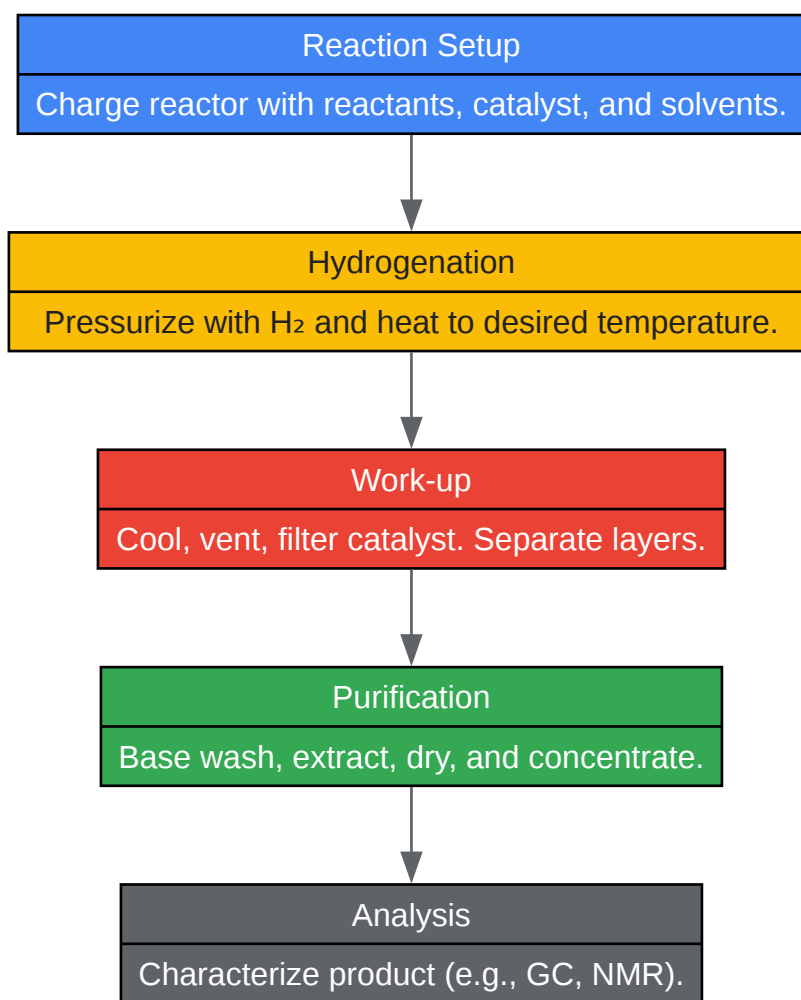 Reaction Setup
Charge reactor with reactants, catalyst, and solvents.
Hydrogenation
Pressurize with H₂ and heat to desired temperature.
Work-up
Cool, vent, filter catalyst. Separate layers.
Purification
Base wash, extract, dry, and concentrate.
Analysis
Characterize product (e.g., GC, NMR).